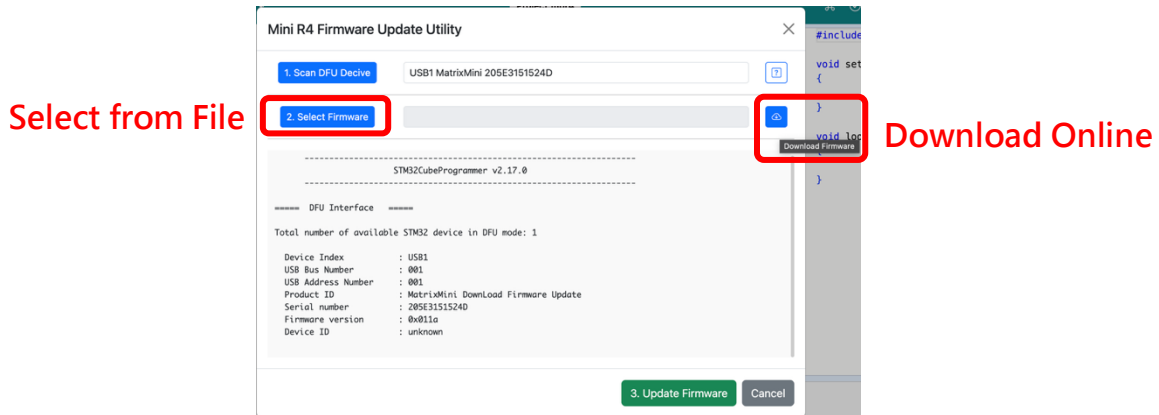 Mini R4 Firmware Update Utility
#include
1. Scan DFU Decive
USB1 MatrixMini 205E3151524D
void set
{
Select from File
2. Select Firmware
}
Download Online
void loo
Download Firmware
{
}
--------------------------------------------------------------------
STM32CubeProgrammer v2.17.0
--------------------------------------------------------------------
===== DFU Interface =====
Total number of available STM32 device in DFU mode: 1
Device Index : USB1
USB Bus Number : 001
USB Address Number : 001
Product ID : MatrixMini DownLoad Firmware Update
Serial number : 205E3151524D
Firmware version : 0x011a
Device ID : unknown
3. Update Firmware
Cancel